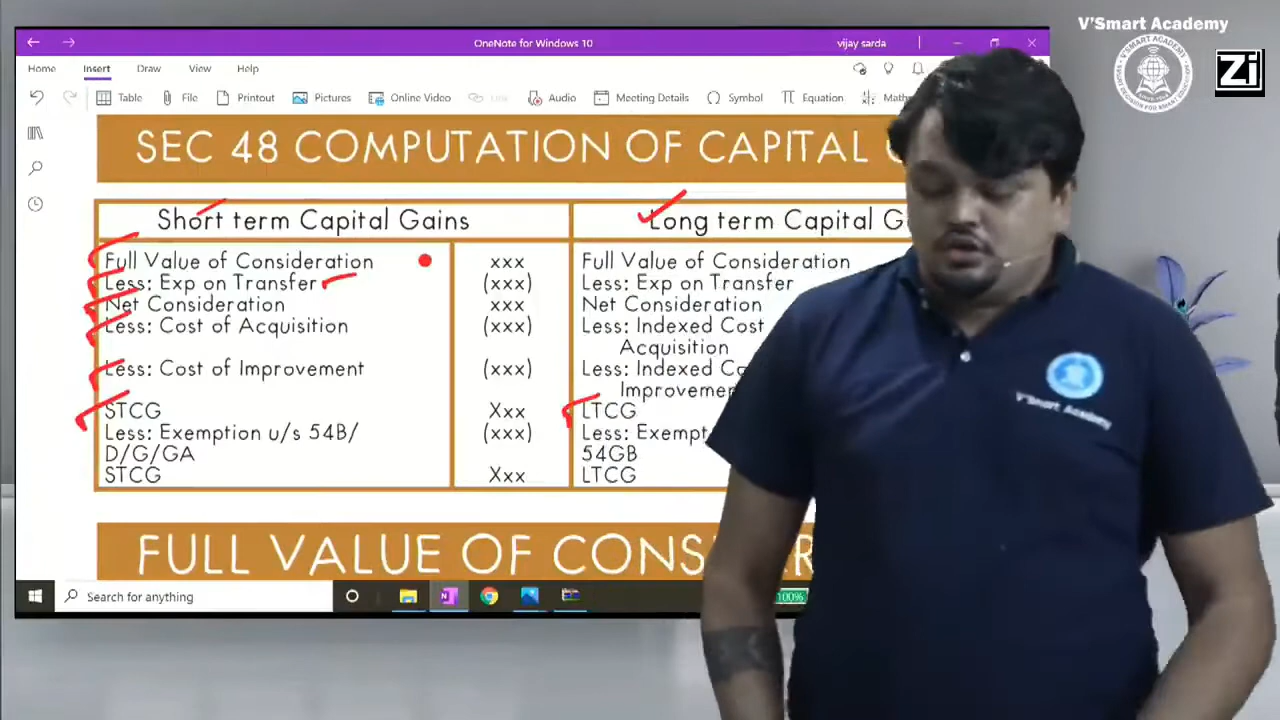 V'Smart Academy
OneNote for Windows 10
vijay sarda
Home Insert Draw View Help
Table File Printout Pictures Online Video Link Audio Meeting Details Symbol Equation Math
SEC 48 COMPUTATION OF CAPITAL
Short term Capital Gains
Long term Capital
Full Value of Consideration xxx
Less: Exp on Transfer (xxx)
Net Consideration xxx
Less: Cost of Acquisition (xxx)
Less: Cost of Improvement (xxx)
STCG Xxx
Less: Exemption u/s 54B/ (xxx)
D/G/GA
STCG Xxx
Full Value of Consideration
Less: Exp on Transfer
Net Consideration
Less: Indexed Cost
Acquisition
Less: Indexed
Improvement
LTCG
Less:
54GB
LTCG
FULL VALUE OF
Search for anything
100%
Zi
V'Smart Academy